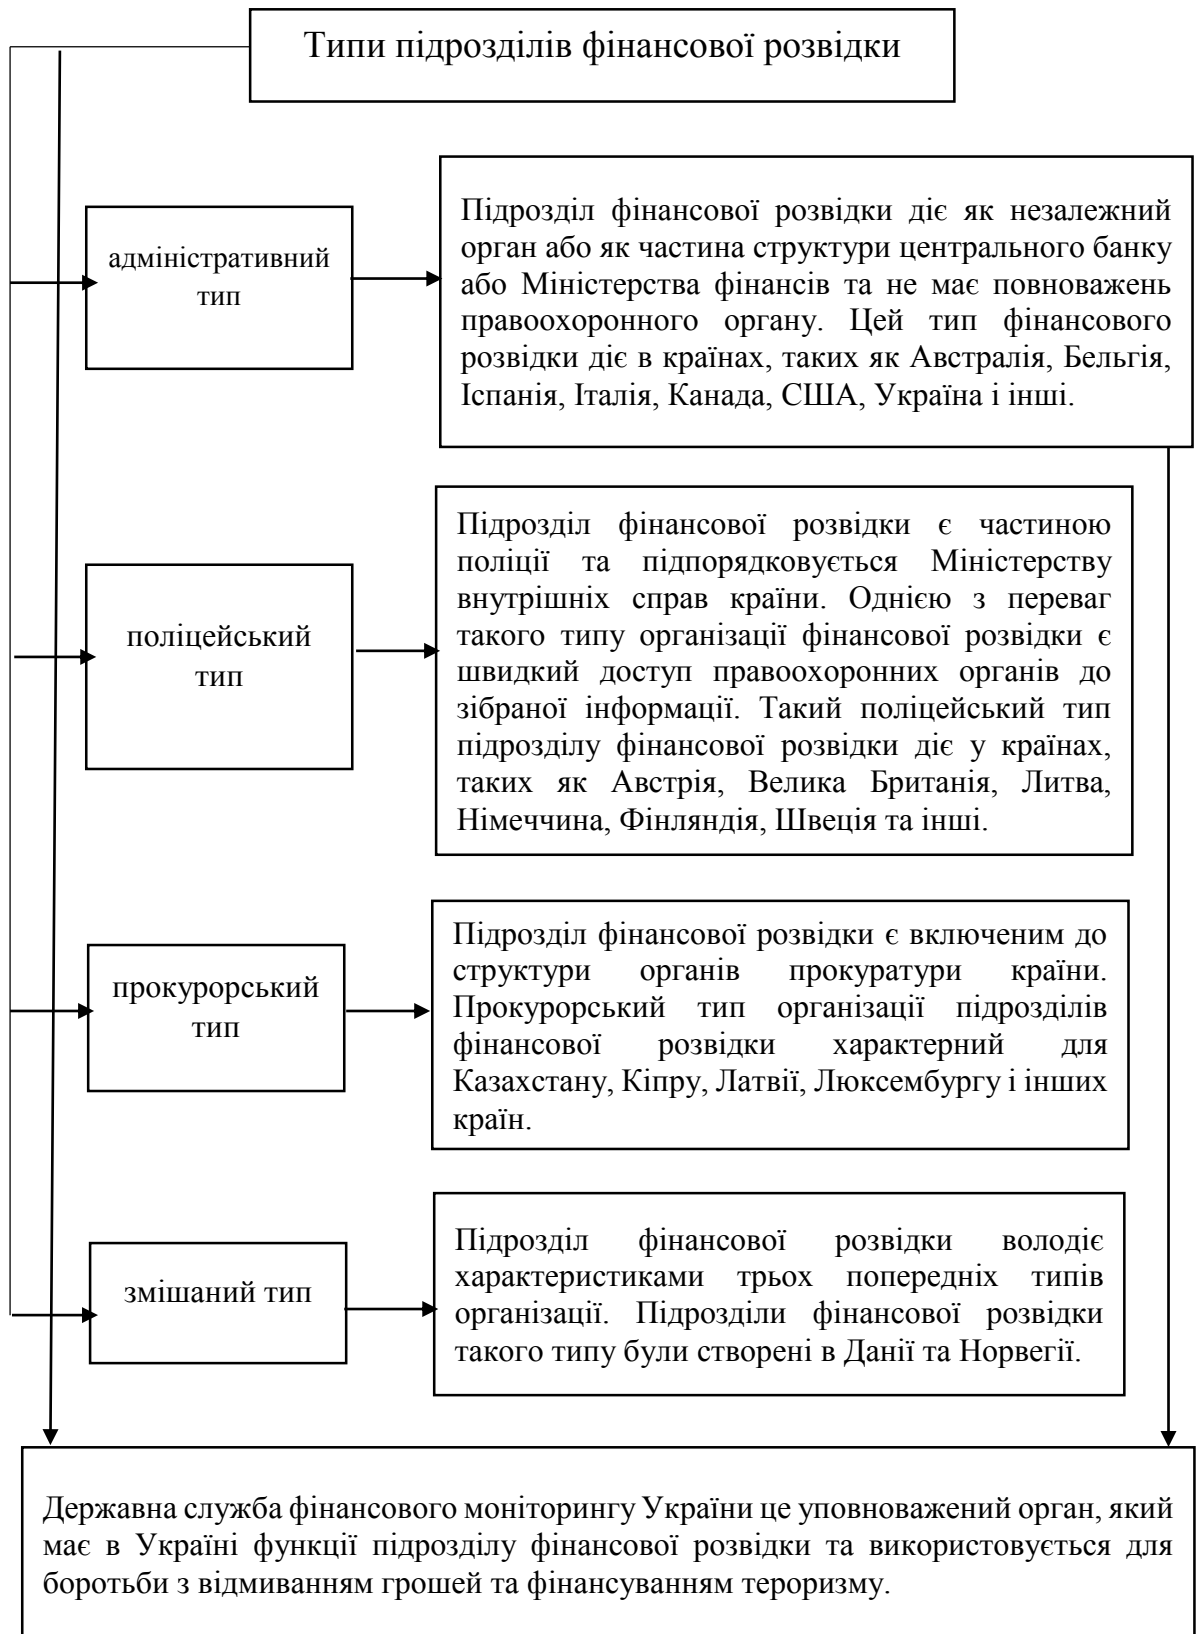 Типи підрозділів фінансової розвідки
адміністративний
тип
Підрозділ фінансової розвідки діє як незалежний
орган або як частина структури центрального банку
або Міністерства фінансів та не має повноважень
правоохоронного органу. Цей тип фінансового
розвідки діє в країнах, таких як Австралія, Бельгія,
Іспанія, Італія, Канада, США, Україна і інші.
поліцейський
тип
Підрозділ фінансової розвідки є частиною
поліції та підпорядковується Міністерству
внутрішніх справ країни. Однією з переваг
такого типу організації фінансової розвідки є
швидкий доступ правоохоронних органів до
зібраної інформації. Такий поліцейський тип
підрозділу фінансової розвідки діє у країнах,
таких як Австрія, Велика Британія, Литва,
Німеччина, Фінляндія, Швеція та інші.
прокурорський
тип
Підрозділ фінансової розвідки є включеним до
структури органів прокуратури країни.
Прокурорський тип організації підрозділів
фінансової розвідки характерний для
Казахстану, Кіпру, Латвії, Люксембургу і інших
країн.
змішаний тип
Підрозділ фінансової розвідки володіє
характеристиками трьох попередніх типів
організації. Підрозділи фінансової розвідки
такого типу були створені в Данії та Норвегії.
Державна служба фінансового моніторингу України це уповноважений орган, який
має в Україні функції підрозділу фінансової розвідки та використовується для
боротьби з відмиванням грошей та фінансуванням тероризму.